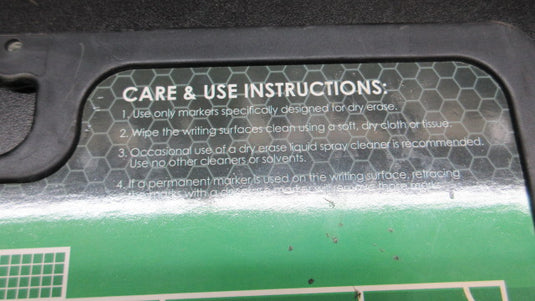 CARE & USE INSTRUCTIONS:
1. Use only markers specifically designed for dry erase.
2. Wipe the writing surfaces clean using a soft, dry cloth or tissue.
3. Occasional use of a dry erase liquid spray cleaner is recommended.
Use no other cleaners or solvents.
4. If a permanent marker is used on the writing surface, retracing
marks with a